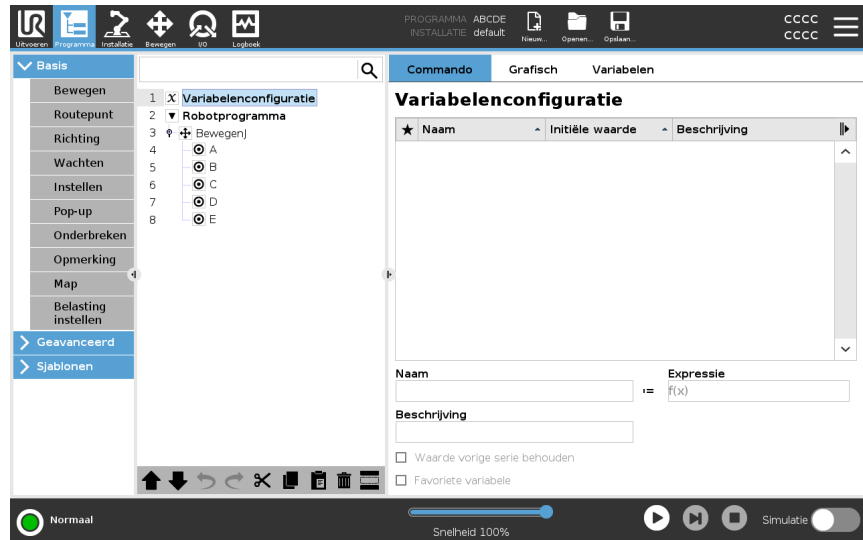 UR
PROGRAMMA ABCDE
INSTALLATIE default
CCCC
CCCC
Uitvoeren Programma Installatie Bewegen I/O Logboek
Nieuw... Openen... Opslaan...
Basis
Bewegen
Routepunt
Richting
Wachten
Instellen
Pop-up
Onderbreken
Opmerking
Map
Belasting
instellen
Geavanceerd
Sjablonen
1 X Variabelenconfiguratie
2 Robotprogramma
3 BewegenJ
4 A
5 B
6 C
7 D
8 E
Commando Grafisch Variabelen
Variabelenconfiguratie
Naam Initiële waarde Beschrijving
Naam Expressie
:= f(x)
Beschrijving
Waarde vorige serie behouden
Favoriete variabele
Normaal
Snelheid 100%
Simulatie